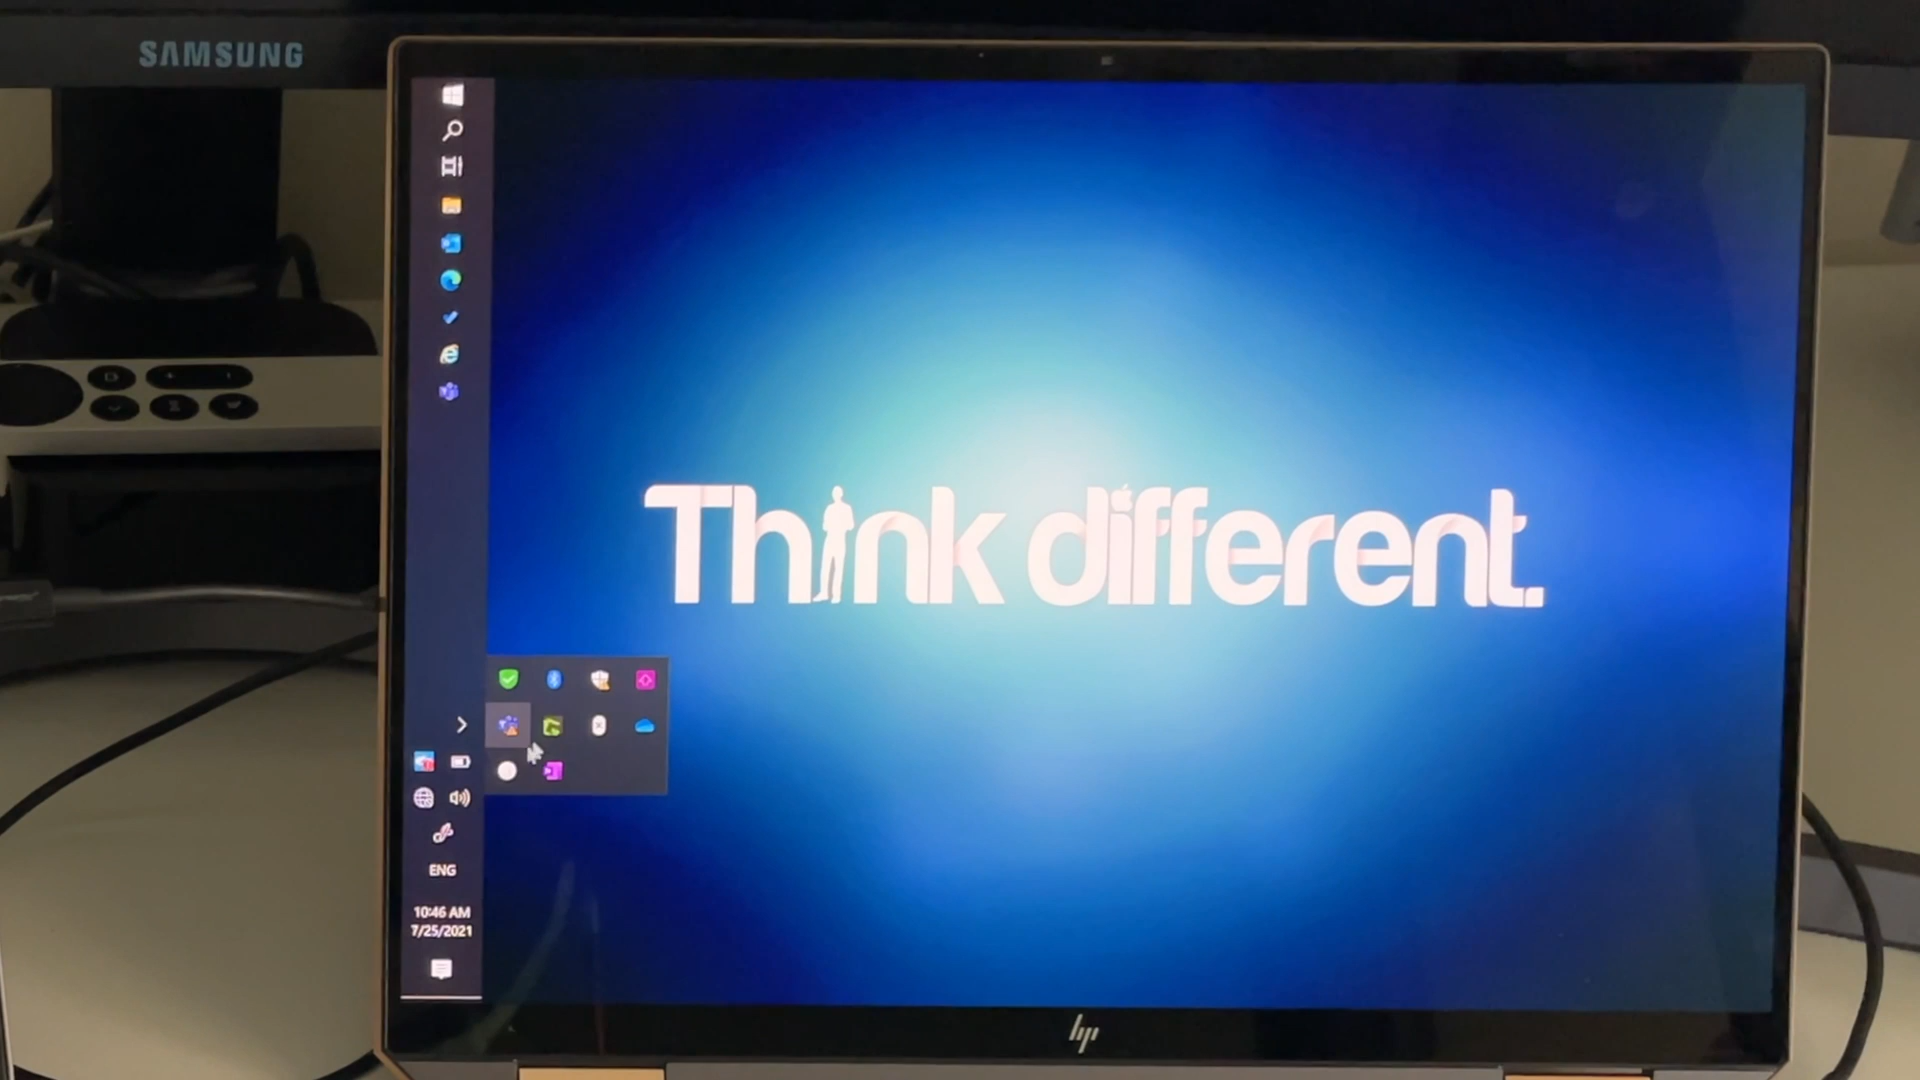 SAMSUNG
Think different.
ENG
10:46 AM
7/25/2021
hp